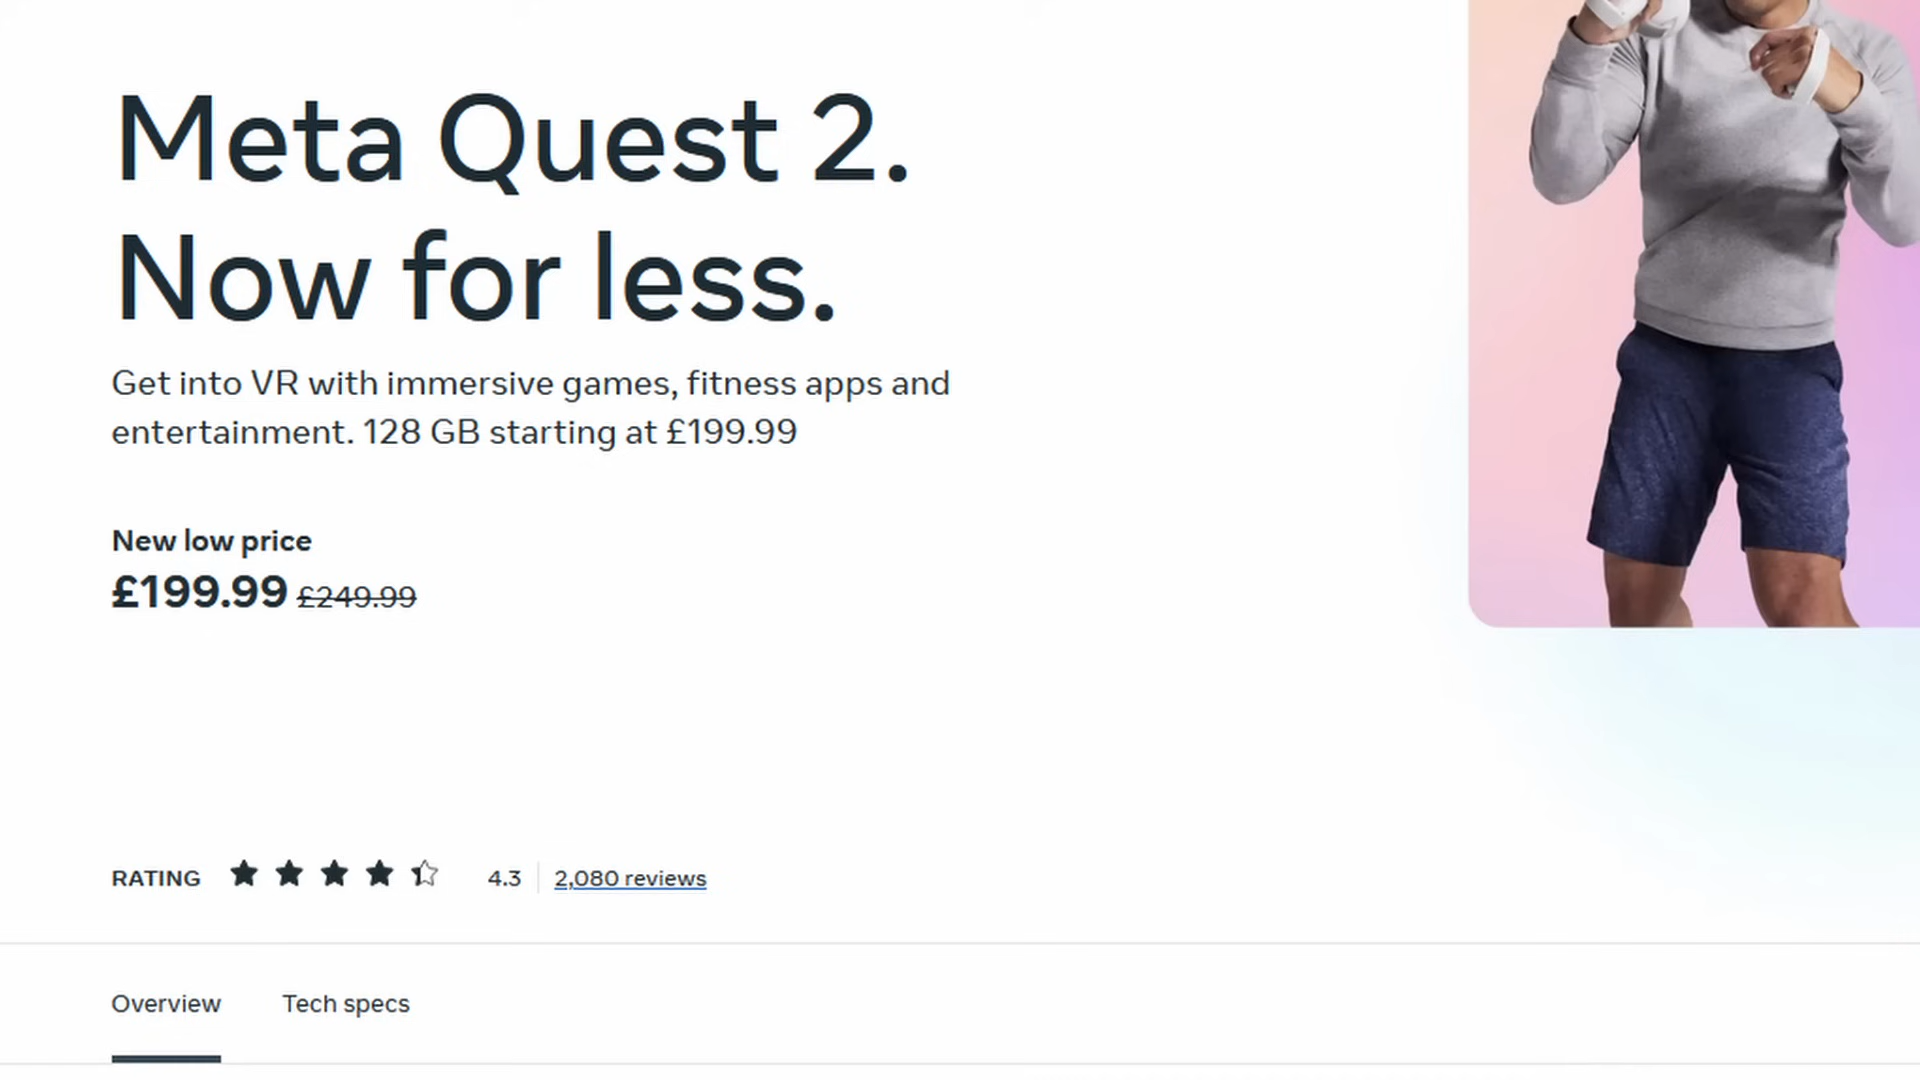 Meta Quest 2.
Now for less.
Get into VR with immersive games, fitness apps and
entertainment. 128 GB starting at £199.99
New low price
£199.99 £249.99
RATING 4.3 2,080 reviews
Overview Tech specs